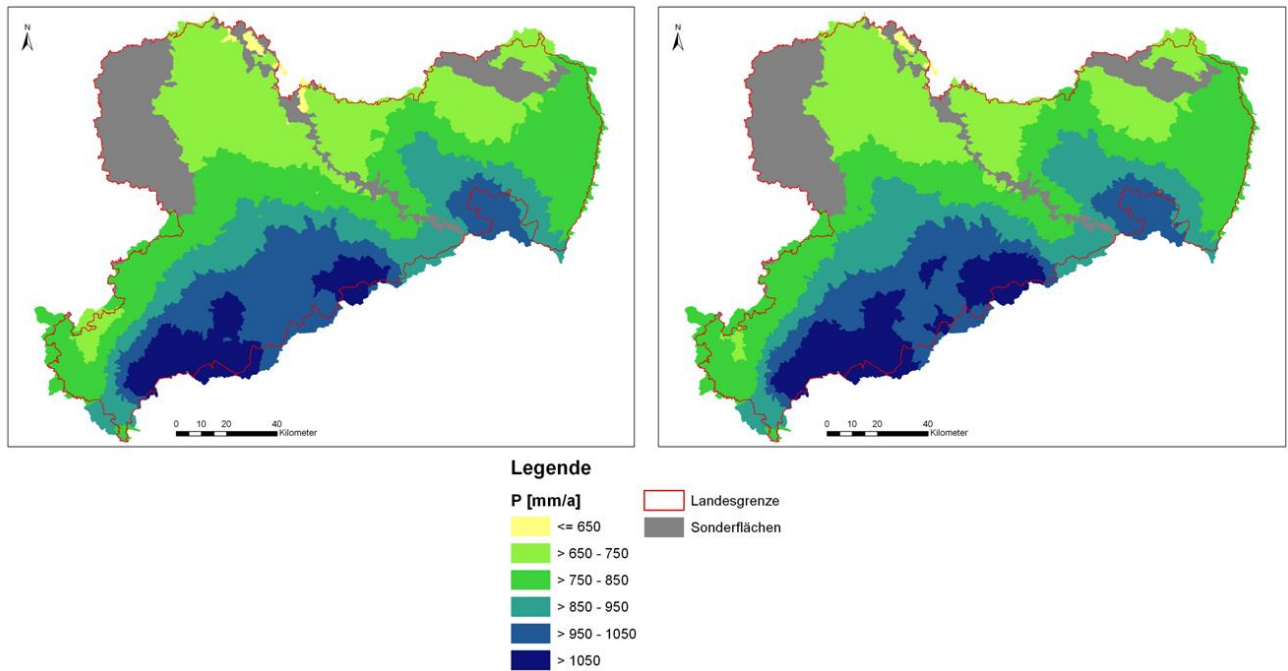 N
0 10 20 40
Kilometer
N
0 10 20 40
Kilometer
Legende
P [mm/a]
<= 650
> 650 - 750
> 750 - 850
> 850 - 950
> 950 - 1050
> 1050
Landesgrenze
Sonderflächen